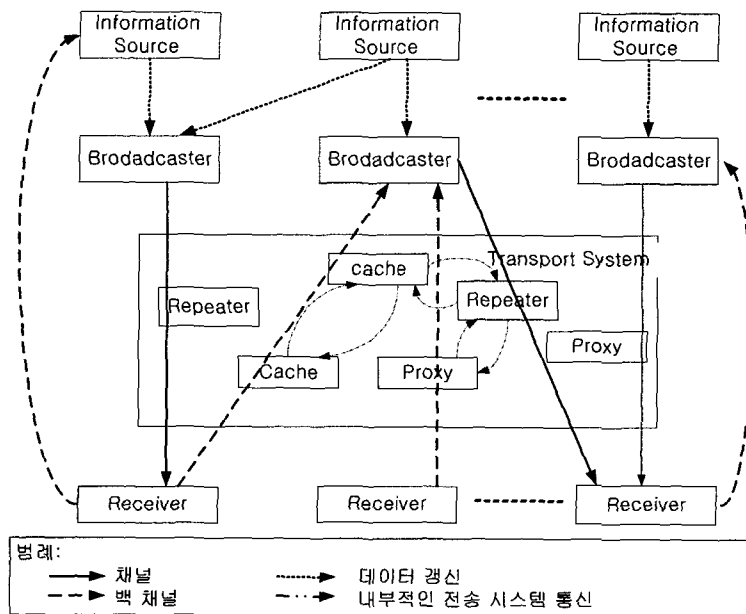 Information
Source
Information
Source
Information
Source
Brodadcaster
Brodadcaster
Brodadcaster
Transport System
cache
Repeater
Repeater
Proxy
Cache
Proxy
Receiver
Receiver
Receiver
범례:
채널
데이터 갱신
백 채널
내부적인 전송 시스템 통신